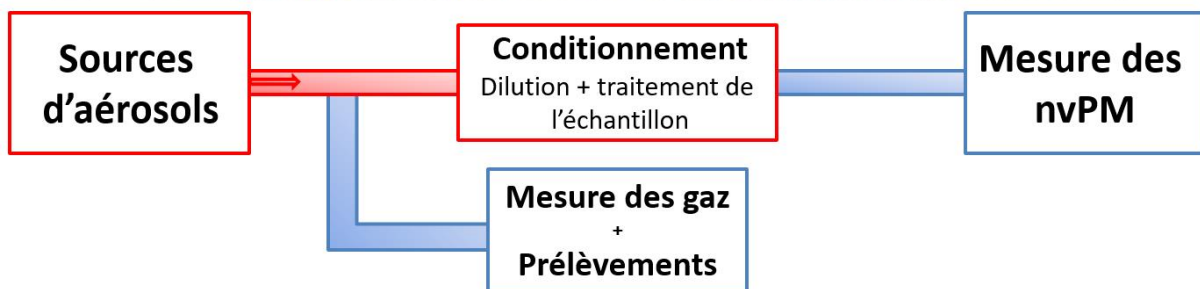 Sources
d'aérosols
Conditionnement
Dilution + traitement de
l'échantillon
Mesure des
nvPM
Mesure des gaz
+
Prélèvements